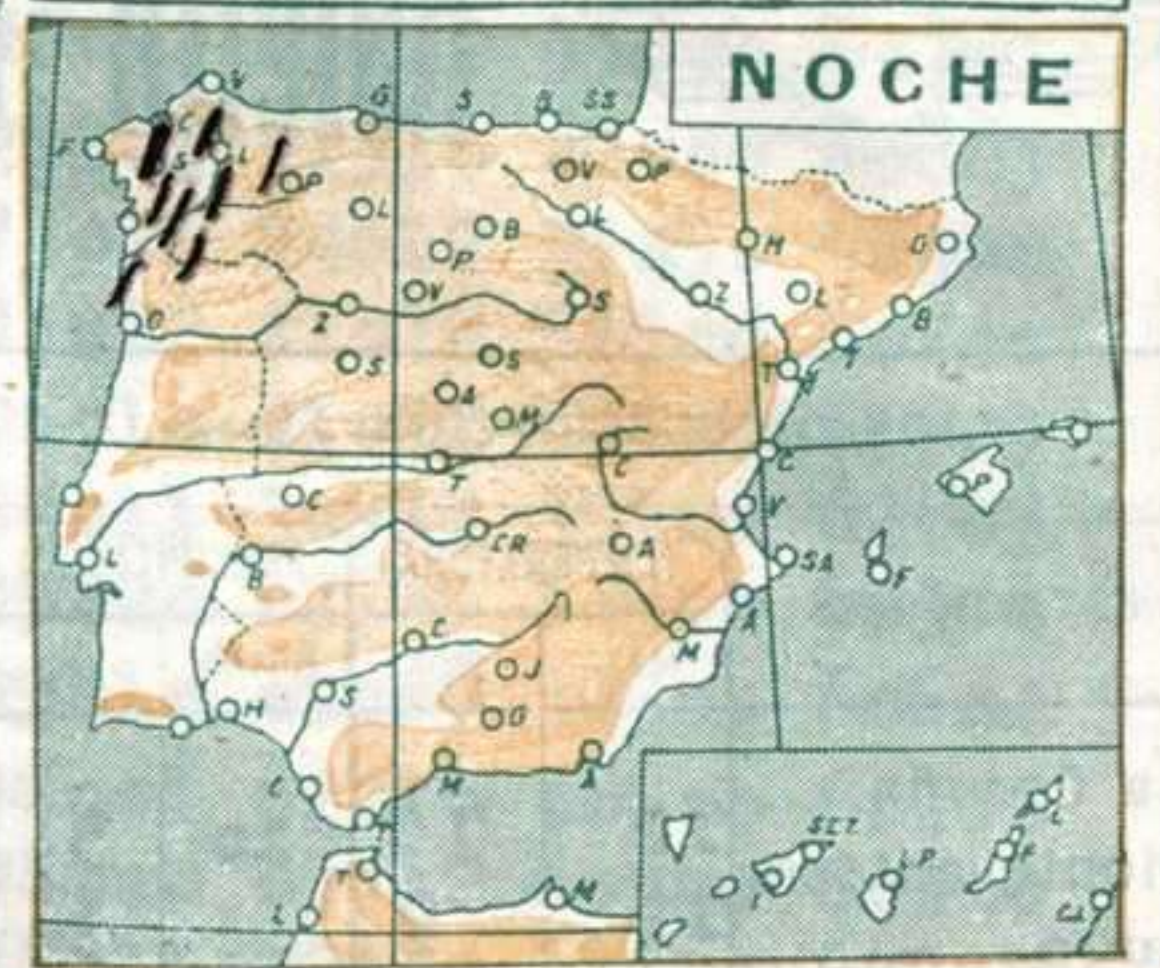 NOCHE
V
G S G SS
F C
S L
P V P
L
B L
P H G
V S Z L B
O Z
S S T T
A
M
T C C
P
C V
CR A
L B SA F
A
C M
J
S
H G
C M A
SCT L
T F
T LP
L M